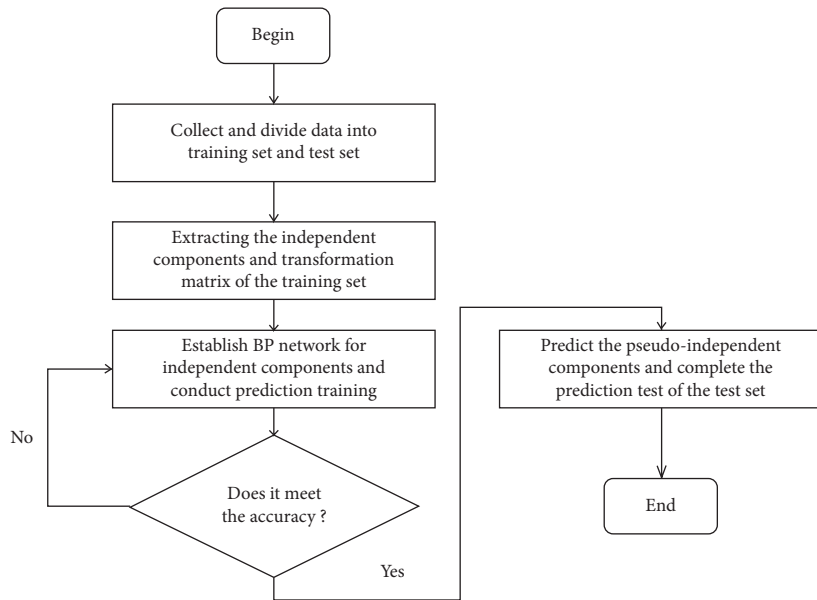 Begin
Collect and divide data into
training set and test set
Extracting the independent
components and transformation
matrix of the training set
Establish BP network for
independent components and
conduct prediction training
No
Does it meet
the accuracy ?
Yes
Predict the pseudo-independent
components and complete the
prediction test of the test set
End